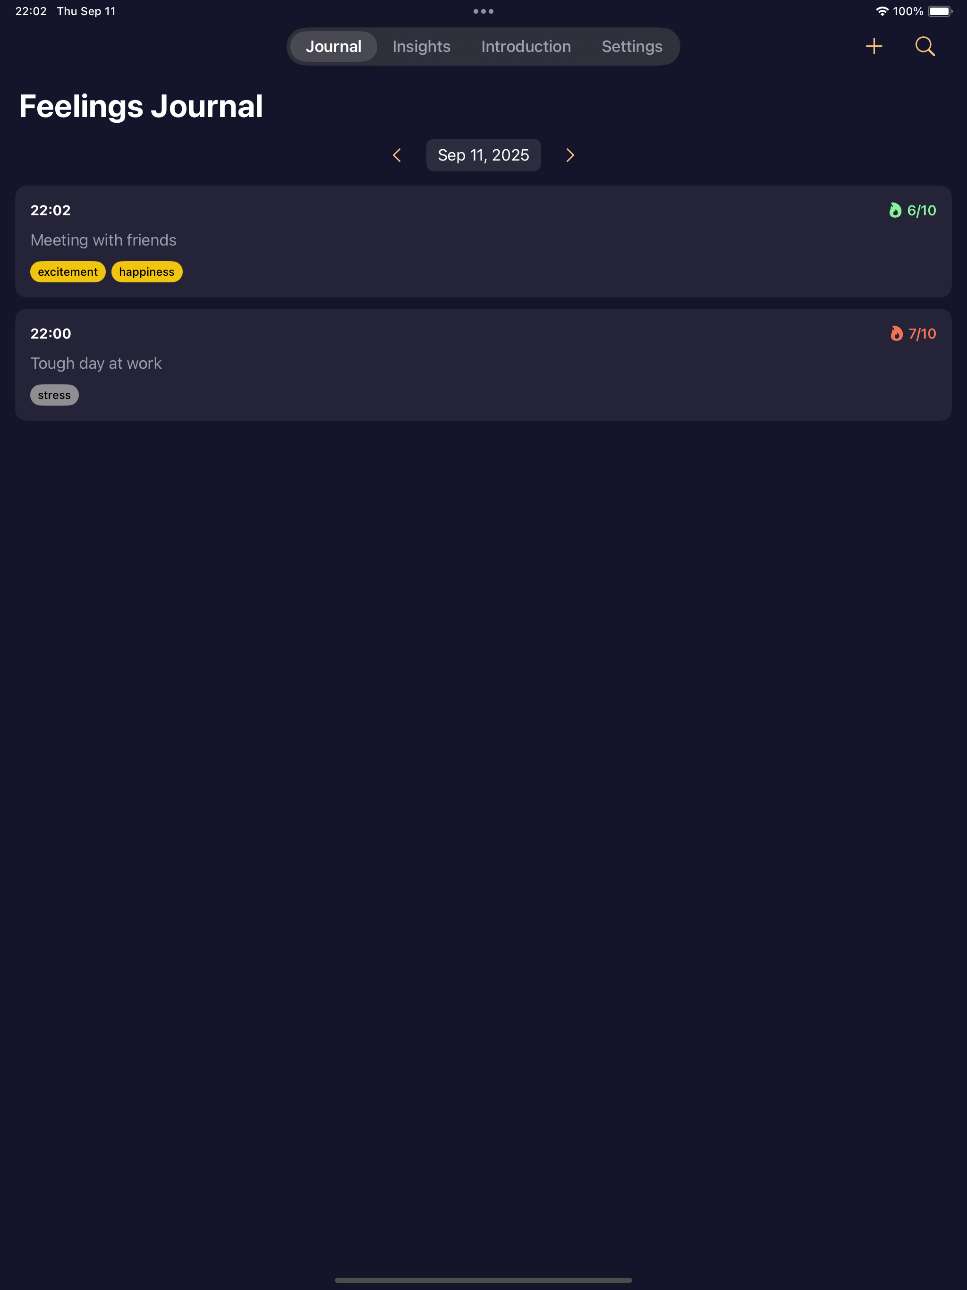 22:02 Thu Sep 11
100%
Journal Insights Introduction Settings
Feelings Journal
Sep 11, 2025
22:02
6/10
Meeting with friends
excitement happiness
22:00
7/10
Tough day at work
stress